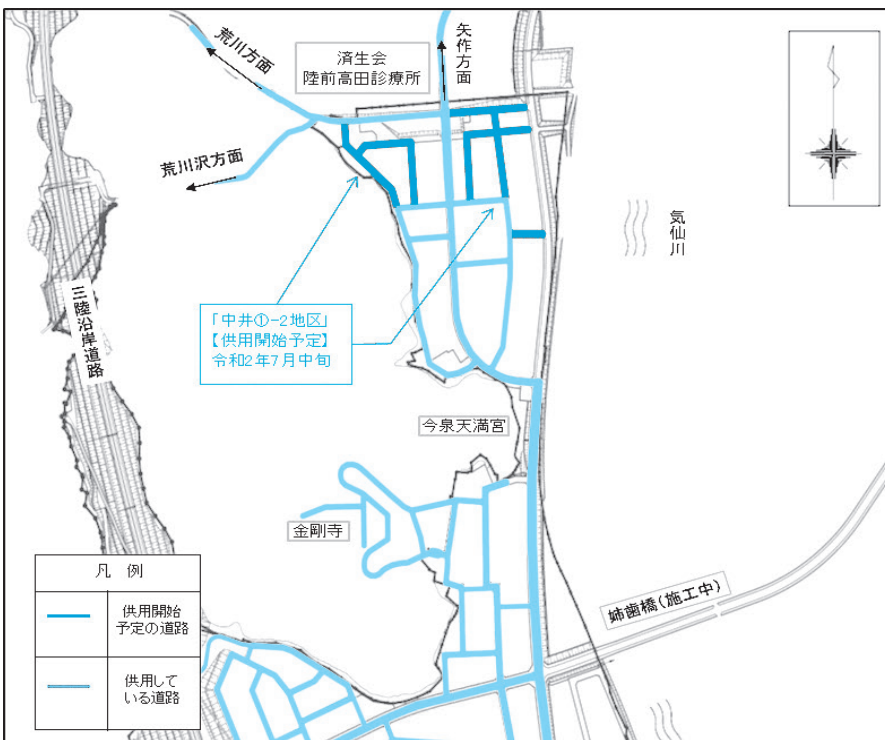 荒川方面
済生会
陸前高田診療所
矢作方面
荒川沢方面
気仙川
三陸沿岸道路
「中井①-2地区」
【供用開始予定】
令和2年7月中旬
今泉天満宮
金剛寺
姉歯橋(施工中)
凡 例
供用開始
予定の道路
供用して
いる道路